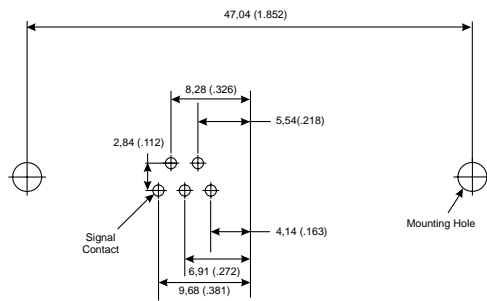 47,04 (1.852)
8,28 (.326)
5,54(.218)
2,84 (.112)
Signal
Contact
Mounting Hole
4,14 (.163)
6,91 (.272)
9,68 (.381)